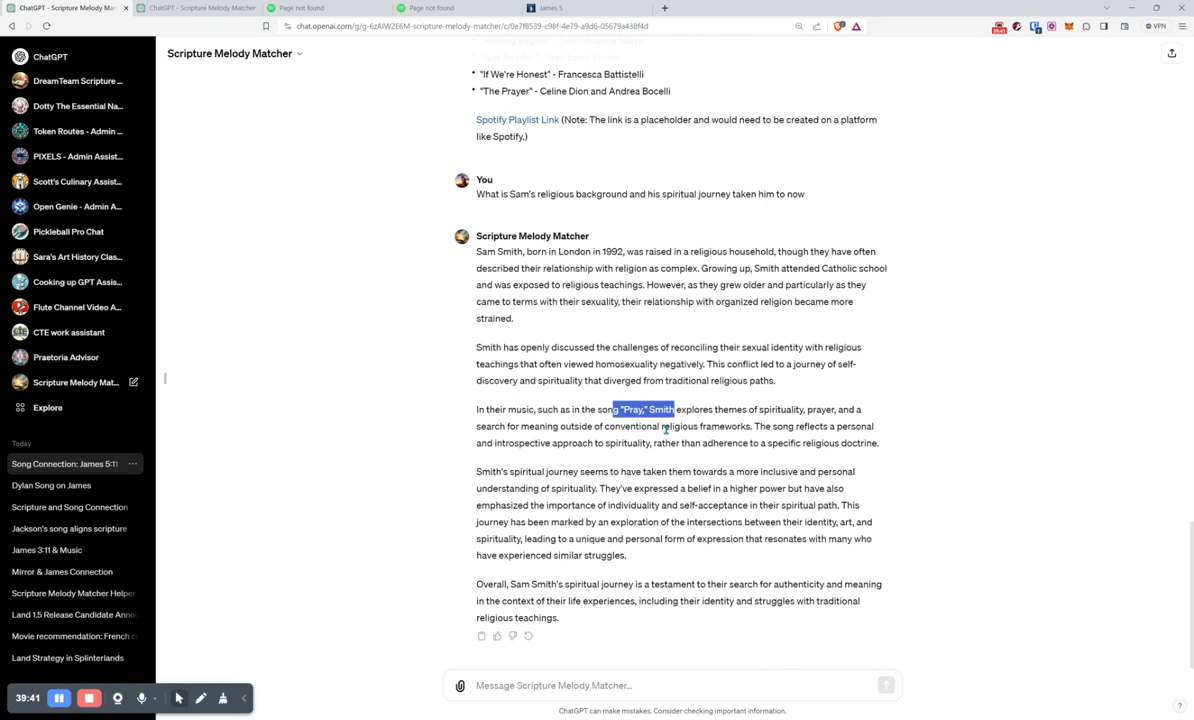 ChatGPT - Scripture Melody Mat
ChatGPT - Scripture Melody Matcher
Page not found
Page not found
James 5
chat.openai.com/g/g-6zAlW2E6M-scripture-melody-matcher/c/0e7f8539-c98f-4e79-a9d6-05679a438f4d
VPN
ChatGPT
DreamTeam Scripture ...
Dotty The Essential Na...
Token Routes - Admin ...
PIXELS - Admin Assist...
Scott's Culinary Assist...
Open Genie - Admin A...
Pickleball Pro Chat
Sara's Art History Clas...
Cooking up GPT Assis...
Flute Channel Video A...
CTE work assistant
Praetoria Advisor
Scripture Melody Mat...
Explore
Today
Song Connection: James 5:11
Dylan Song on James
Scripture and Song Connection
Jackson's song aligns scripture
James 3:11 & Music
Mirror & James Connection
Scripture Melody Matcher Helper
Land 1.5 Release Candidate Anno
Movie recommendation: French c
Land Strategy in Splinterlands
39:41
Scripture Melody Matcher
"If We're Honest" - Francesca Battistelli
"The Prayer" - Celine Dion and Andrea Bocelli
Spotify Playlist Link (Note: The link is a placeholder and would need to be created on a platform
like Spotify.)
You
What is Sam's religious background and his spiritual journey taken him to now
Scripture Melody Matcher
Sam Smith, born in London in 1992, was raised in a religious household, though they have often
described their relationship with religion as complex. Growing up, Smith attended Catholic school
and was exposed to religious teachings. However, as they grew older and particularly as they
came to terms with their sexuality, their relationship with organized religion became more
strained.
Smith has openly discussed the challenges of reconciling their sexual identity with religious
teachings that often viewed homosexuality negatively. This conflict led to a journey of self-
discovery and spirituality that diverged from traditional religious paths.
In their music, such as in the song "Pray," Smith explores themes of spirituality, prayer, and a
search for meaning outside of conventional religious frameworks. The song reflects a personal
and introspective approach to spirituality, rather than adherence to a specific religious doctrine.
Smith's spiritual journey seems to have taken them towards a more inclusive and personal
understanding of spirituality. They've expressed a belief in a higher power but have also
emphasized the importance of individuality and self-acceptance in their spiritual path. This
journey has been marked by an exploration of the intersections between their identity, art, and
spirituality, leading to a unique and personal form of expression that resonates with many who
have experienced similar struggles.
Overall, Sam Smith's spiritual journey is a testament to their search for authenticity and meaning
in the context of their life experiences, including their identity and struggles with traditional
religious teachings.
Message Scripture Melody Matcher...
ChatGPT can make mistakes. Consider checking important information.
?